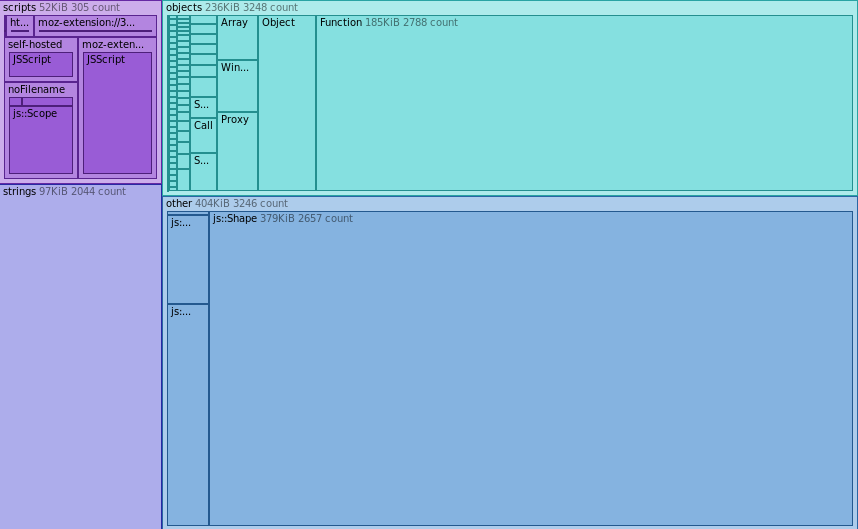 scripts 52KiB 305 count
ht...
moz-extension://3...
self-hosted
JSScript
moz-exten...
JSScript
noFilename
js::Scope
strings 97KiB 2044 count
objects 236KiB 3248 count
Array
Object
Function 185KiB 2788 count
Win...
S...
Proxy
Call
S...
other 404KiB 3246 count
js:...
js::Shape 379KiB 2657 count
js:...